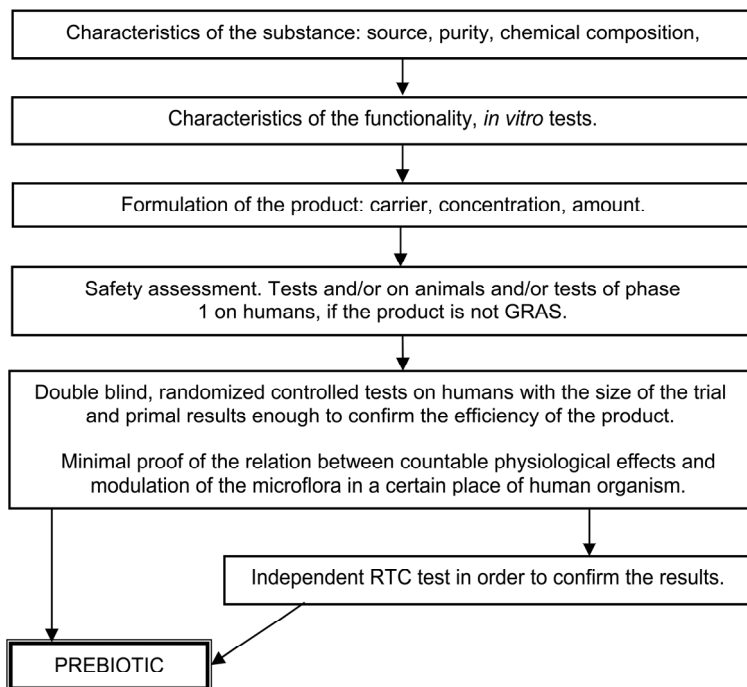 Characteristics of the substance: source, purity, chemical composition,
Characteristics of the functionality, in vitro tests.
Formulation of the product: carrier, concentration, amount.
Safety assessment. Tests and/or on animals and/or tests of phase
1 on humans, if the product is not GRAS.
Double blind, randomized controlled tests on humans with the size of the trial
and primal results enough to confirm the efficiency of the product.
Minimal proof of the relation between countable physiological effects and
modulation of the microflora in a certain place of human organism.
Independent RTC test in order to confirm the results.
PREBIOTIC